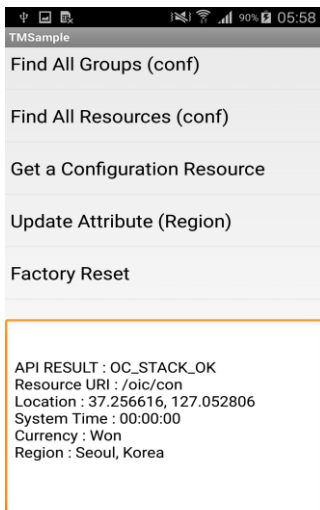 90% 05:58
TMSample
Find All Groups (conf)
Find All Resources (conf)
Get a Configuration Resource
Update Attribute (Region)
Factory Reset
API RESULT : OC_STACK_OK
Resource URI : /oic/con
Location : 37.256616, 127.052806
System Time : 00:00:00
Currency : Won
Region : Seoul, Korea